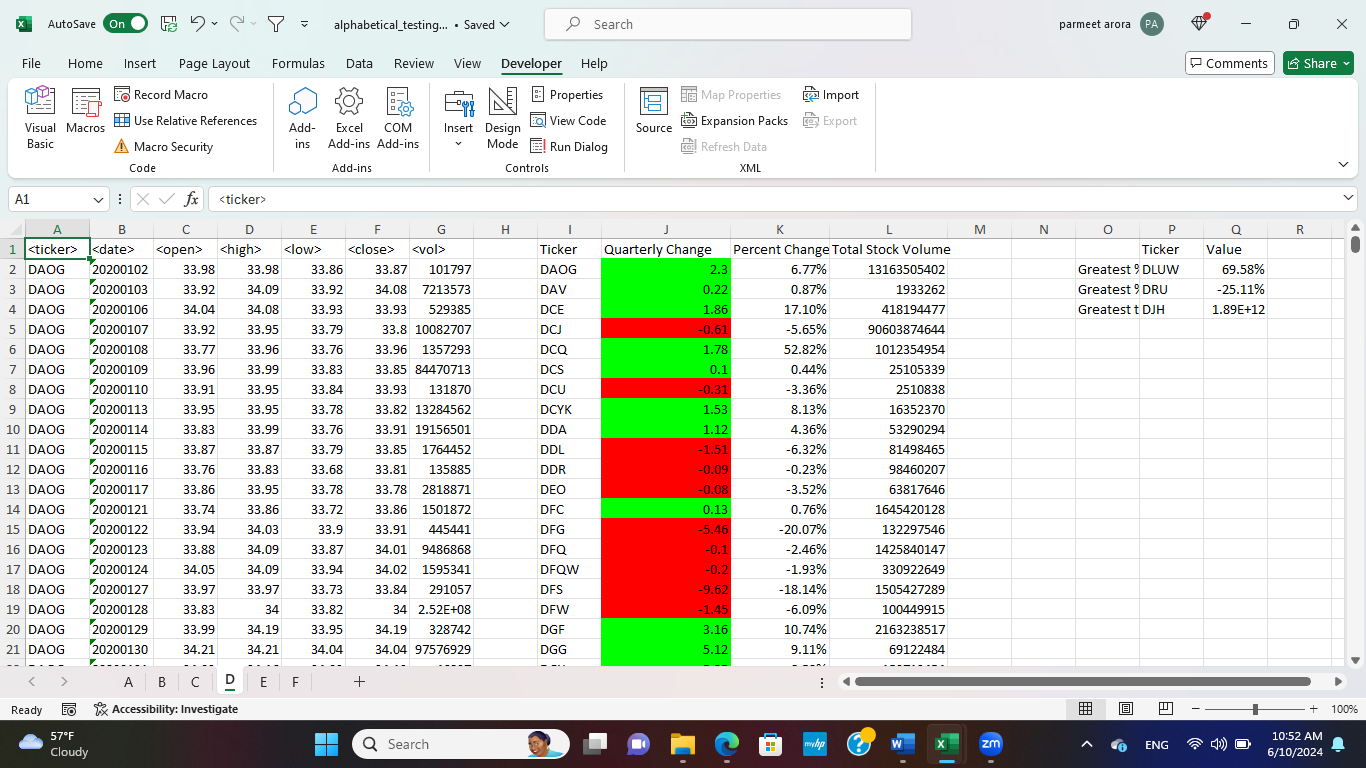 AutoSave On alphabetical_testing... • Saved Search parmeet arora PA
File Home Insert Page Layout Formulas Data Review View Developer Help Comments Share
Visual Basic
Macros
Record Macro
Use Relative References
Macro Security
Code
Add-ins
Excel Add-ins
COM Add-ins
Add-ins
Insert
Design Mode
Properties
View Code
Run Dialog
Controls
Source
Map Properties
Expansion Packs
Refresh Data
Import
Export
XML
A1 fx <ticker>
A B C D E F G H I J K L M N O P Q R
1 <ticker> <date> <open> <high> <low> <close> <vol> Ticker Quarterly Change Percent Change Total Stock Volume Ticker Value
2 DAOG 20200102 33.98 33.98 33.86 33.87 101797 DAOG 2.3 6.77% 13163505402 Greatest % DLUW 69.58%
3 DAOG 20200103 33.92 34.09 33.92 34.08 7213573 DAV 0.22 0.87% 1933262 Greatest % DRU -25.11%
4 DAOG 20200106 34.04 34.08 33.93 33.93 529385 DCE 1.86 17.10% 418194477 Greatest t DJH 1.89E+12
5 DAOG 20200107 33.92 33.95 33.79 33.8 10082707 DCJ -0.61 -5.65% 90603874644
6 DAOG 20200108 33.77 33.96 33.76 33.96 1357293 DCQ 1.78 52.82% 1012354954
7 DAOG 20200109 33.96 33.99 33.83 33.85 84470713 DCS 0.1 0.44% 25105339
8 DAOG 20200110 33.91 33.95 33.84 33.93 131870 DCU -0.31 -3.36% 2510838
9 DAOG 20200113 33.95 33.95 33.78 33.82 13284562 DCYK 1.53 8.13% 16352370
10 DAOG 20200114 33.83 33.99 33.76 33.91 19156501 DDA 1.12 4.36% 53290294
11 DAOG 20200115 33.87 33.87 33.79 33.85 1764452 DDL -1.51 -6.32% 81498465
12 DAOG 20200116 33.76 33.83 33.68 33.81 135885 DDR -0.09 -0.23% 98460207
13 DAOG 20200117 33.86 33.95 33.78 33.78 2818871 DEO -0.08 -3.52% 63817646
14 DAOG 20200121 33.74 33.86 33.72 33.86 1501872 DFC 0.13 0.76% 1645420128
15 DAOG 20200122 33.94 34.03 33.9 33.91 445441 DFG -5.46 -20.07% 132297546
16 DAOG 20200123 33.88 34.09 33.87 34.01 9486868 DFQ -0.1 -2.46% 1425840147
17 DAOG 20200124 34.05 34.09 33.94 34.02 1595341 DFQW -0.2 -1.93% 330922649
18 DAOG 20200127 33.97 33.97 33.73 33.84 291057 DFS -9.62 -18.14% 1505427289
19 DAOG 20200128 33.83 34 33.82 34 2.52E+08 DFW -1.45 -6.09% 100449915
20 DAOG 20200129 33.99 34.19 33.95 34.19 328742 DGF 3.16 10.74% 2163238517
21 DAOG 20200130 34.21 34.21 34.04 34.04 97576929 DGG 5.12 9.11% 69122484
A B C D E F
Ready Accessibility: Investigate 100%
57°F
Cloudy
Search
myhp
zm
ENG
10:52 AM
6/10/2024